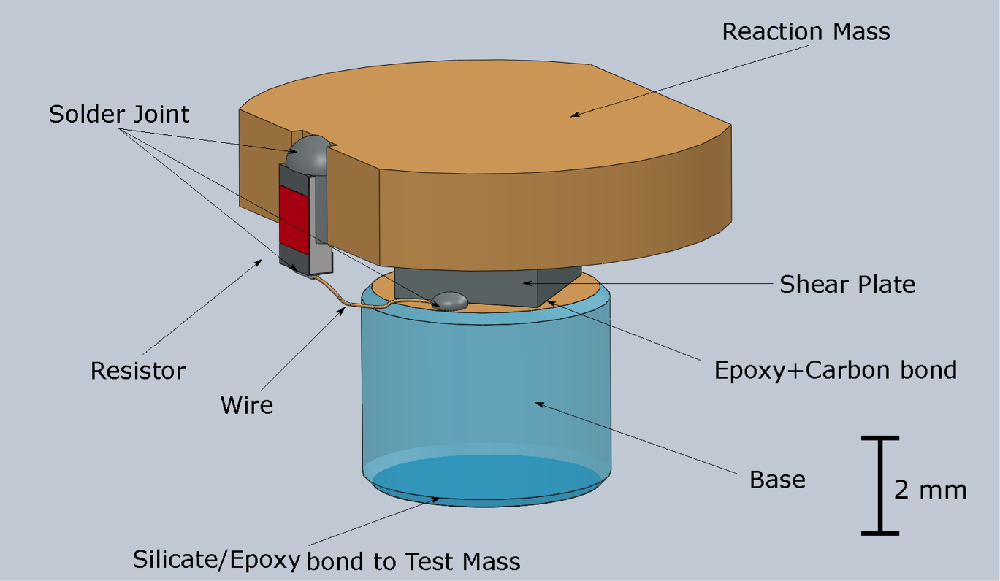 Reaction Mass
Solder Joint
Shear Plate
Resistor
Epoxy+Carbon bond
Wire
Base
2 mm
Silicate/Epoxy bond to Test Mass